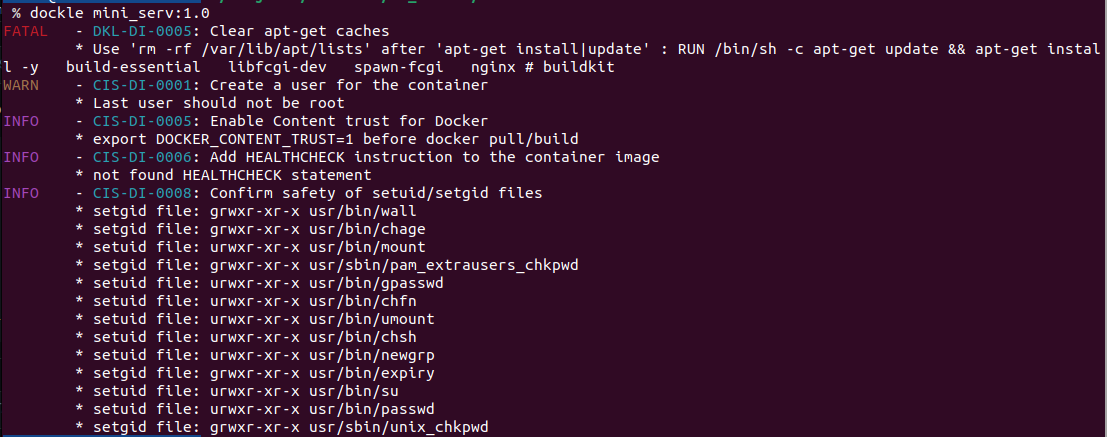 % dockle mini_serv:1.0
FATAL - DKL-DI-0005: Clear apt-get caches
* Use 'rm -rf /var/lib/apt/lists' after 'apt-get install|update' : RUN /bin/sh -c apt-get update && apt-get instal
l -y build-essential libfcgi-dev spawn-fcgi nginx # buildkit
WARN - CIS-DI-0001: Create a user for the container
* Last user should not be root
INFO - CIS-DI-0005: Enable Content trust for Docker
* export DOCKER_CONTENT_TRUST=1 before docker pull/build
INFO - CIS-DI-0006: Add HEALTHCHECK instruction to the container image
* not found HEALTHCHECK statement
INFO - CIS-DI-0008: Confirm safety of setuid/setgid files
* setgid file: grwxr-xr-x usr/bin/wall
* setgid file: grwxr-xr-x usr/bin/chage
* setuid file: urwxr-xr-x usr/bin/mount
* setgid file: grwxr-xr-x usr/sbin/pam_extrausers_chkpwd
* setuid file: urwxr-xr-x usr/bin/gpasswd
* setuid file: urwxr-xr-x usr/bin/chfn
* setuid file: urwxr-xr-x usr/bin/umount
* setuid file: urwxr-xr-x usr/bin/chsh
* setuid file: urwxr-xr-x usr/bin/newgrp
* setgid file: grwxr-xr-x usr/bin/expiry
* setuid file: urwxr-xr-x usr/bin/su
* setuid file: urwxr-xr-x usr/bin/passwd
* setgid file: grwxr-xr-x usr/sbin/unix_chkpwd